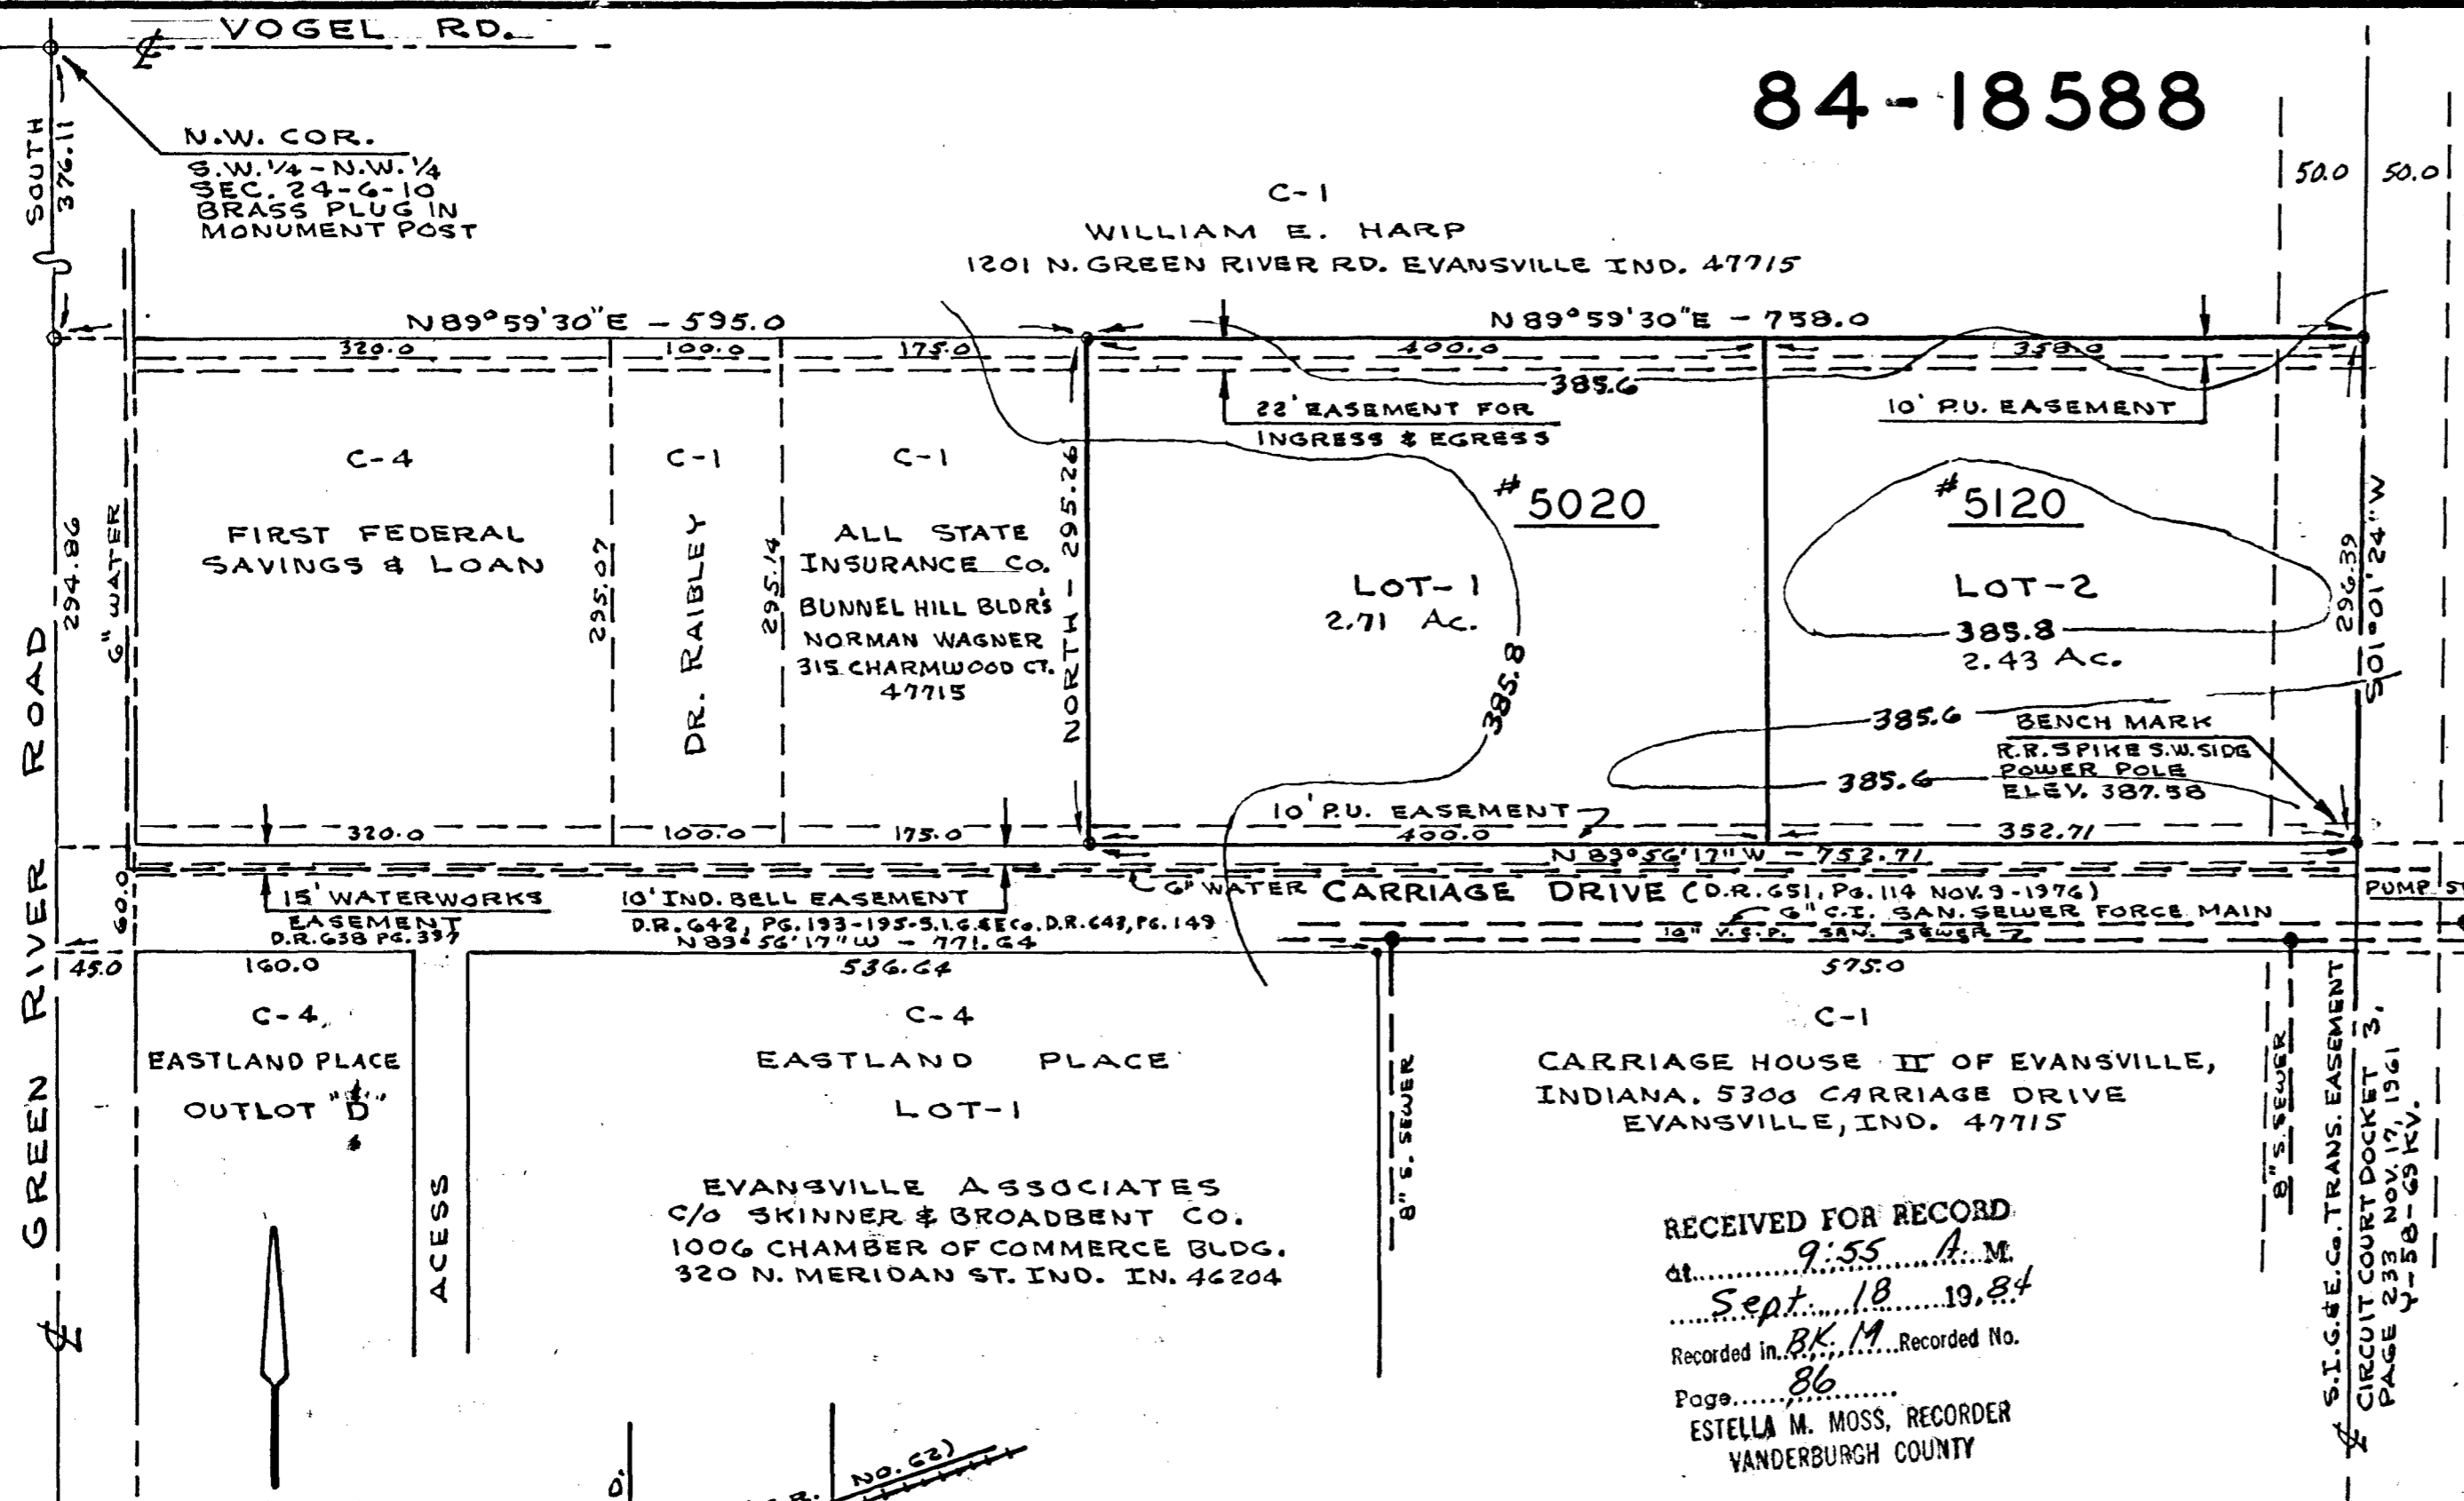 VOGEL RD.
84-18588
SOUTH
376.11
N.W. COR.
S.W. 1/4 - N.W. 1/4
SEC. 24-6-10
BRASS PLUG IN
MONUMENT POST
50.0
50.0
C-1
WILLIAM E. HARP
1201 N. GREEN RIVER RD. EVANSVILLE IND. 47715
N 89° 59' 30" E - 595.0
N 89° 59' 30" E - 758.0
320.0
100.0
175.0
400.0
358.0
385.6
22' EASEMENT FOR
INGRESS & EGRESS
10' P.U. EASEMENT
C-4
FIRST FEDERAL
SAVINGS & LOAN
C-1
DR. RAIBLEY
C-1
ALL STATE
INSURANCE CO.
BUNNEL HILL BLDR'S
NORMAN WAGNER
315 CHARMWOOD CT.
47715
294.86
6" WATER
295.07
295.14
NORTH - 295.26
#5020
LOT-1
2.71 Ac.
385.8
#5120
LOT-2
385.8
2.43 Ac.
296.39
S 01° 01' 24" W
385.6
385.6
BENCH MARK
R.R. SPIKE S.W. SIDE
POWER POLE
ELEV. 387.58
10' P.U. EASEMENT
320.0
100.0
175.0
400.0
352.71
N 89° 56' 17" W - 752.71
60.0
15' WATERWORKS
EASEMENT
D.R. 638 PG. 397
10' IND. BELL EASEMENT
D.R. 642, PG. 193-195-S.I.G.&E Co. D.R. 643, PG. 149
N 89° 56' 17" W - 771.64
6" WATER
CARRIAGE DRIVE (D.R. 651, PG. 114 NOV. 9-1976)
6" C.I. SAN. SEWER FORCE MAIN
10" V.S.P. SAN. SEWER
PUMP ST
45.0
160.0
536.64
575.0
GREEN RIVER ROAD
C-4
EASTLAND PLACE
OUTLOT "D"
ACESS
C-4
EASTLAND PLACE
LOT-1
EVANSVILLE ASSOCIATES
C/O SKINNER & BROADBENT CO.
1006 CHAMBER OF COMMERCE BLDG.
320 N. MERIDAN ST. IND. IN. 46204
8" S. SEWER
C-1
CARRIAGE HOUSE II OF EVANSVILLE,
INDIANA. 5300 CARRIAGE DRIVE
EVANSVILLE, IND. 47715
8" S. SEWER
S.I.G.&E.Co. TRANS. EASEMENT
CIRCUIT COURT DOCKET 3,
PAGE 233 NOV. 17, 1961
Y-58-69 KV.
RECEIVED FOR RECORD
at 9:55 A. M.
Sept. 18 19.84
Recorded in BK. M Recorded No.
Page 86
ESTELLA M. MOSS, RECORDER
VANDERBURGH COUNTY
NO. 62)